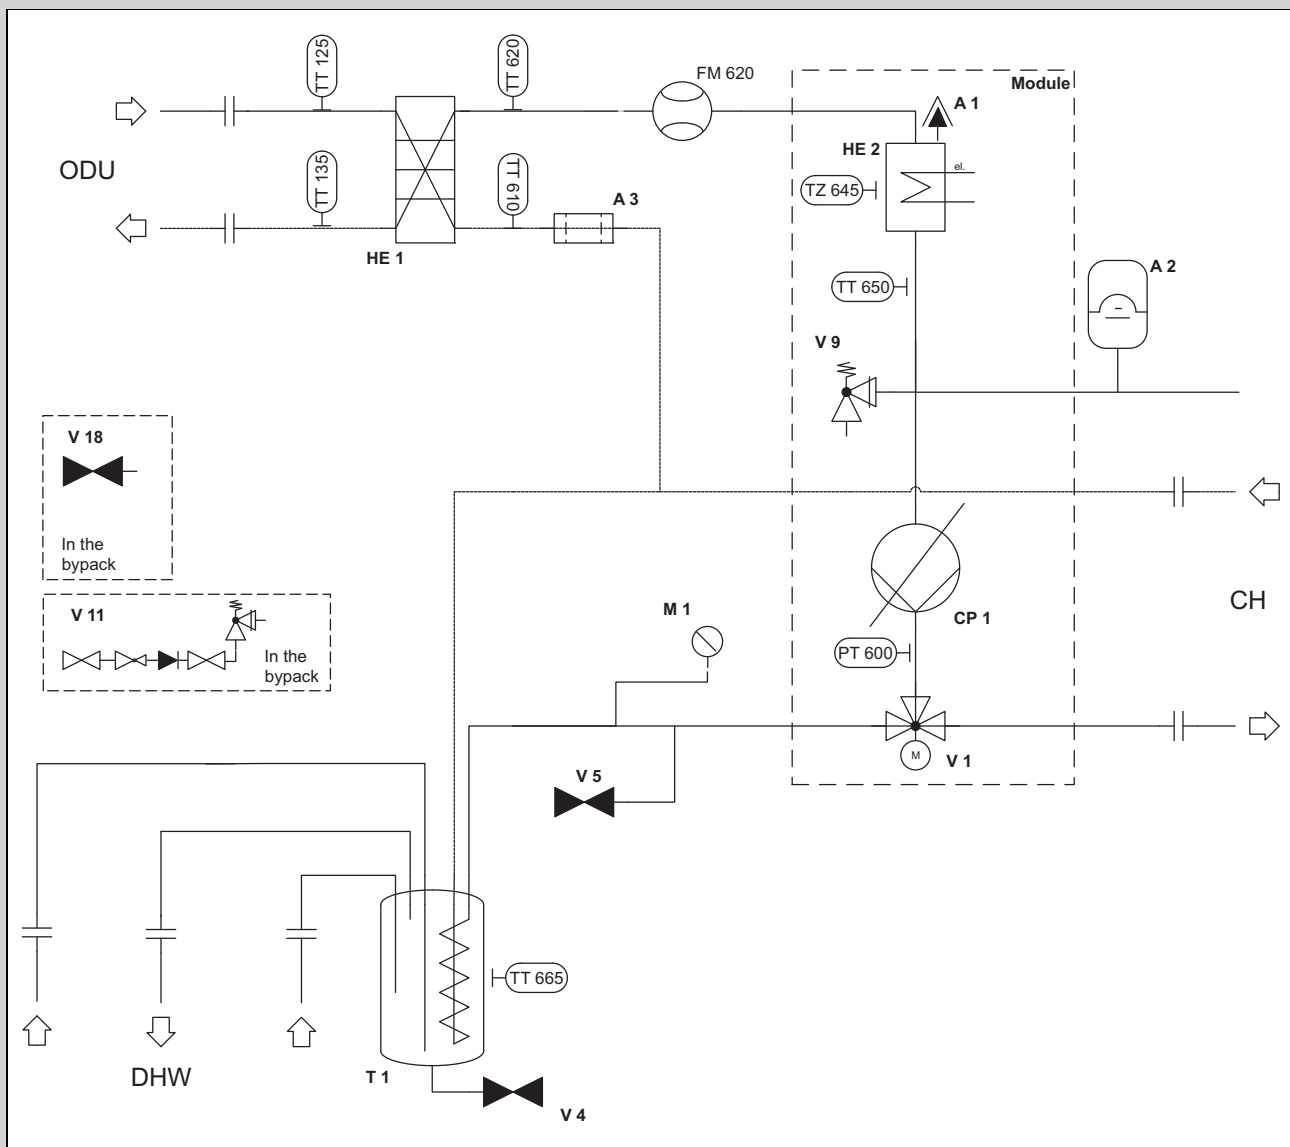 TT 125
TT 620
FM 620
Module
A 1
ODU
HE 2
el.
TT 135
TT 610
TZ 645
A 3
HE 1
A 2
TT 650
V 9
V 18
In the
bypack
CH
M 1
V 11
CP 1
In the
bypack
PT 600
V 1
M
V 5
TT 665
DHW
T 1
V 4